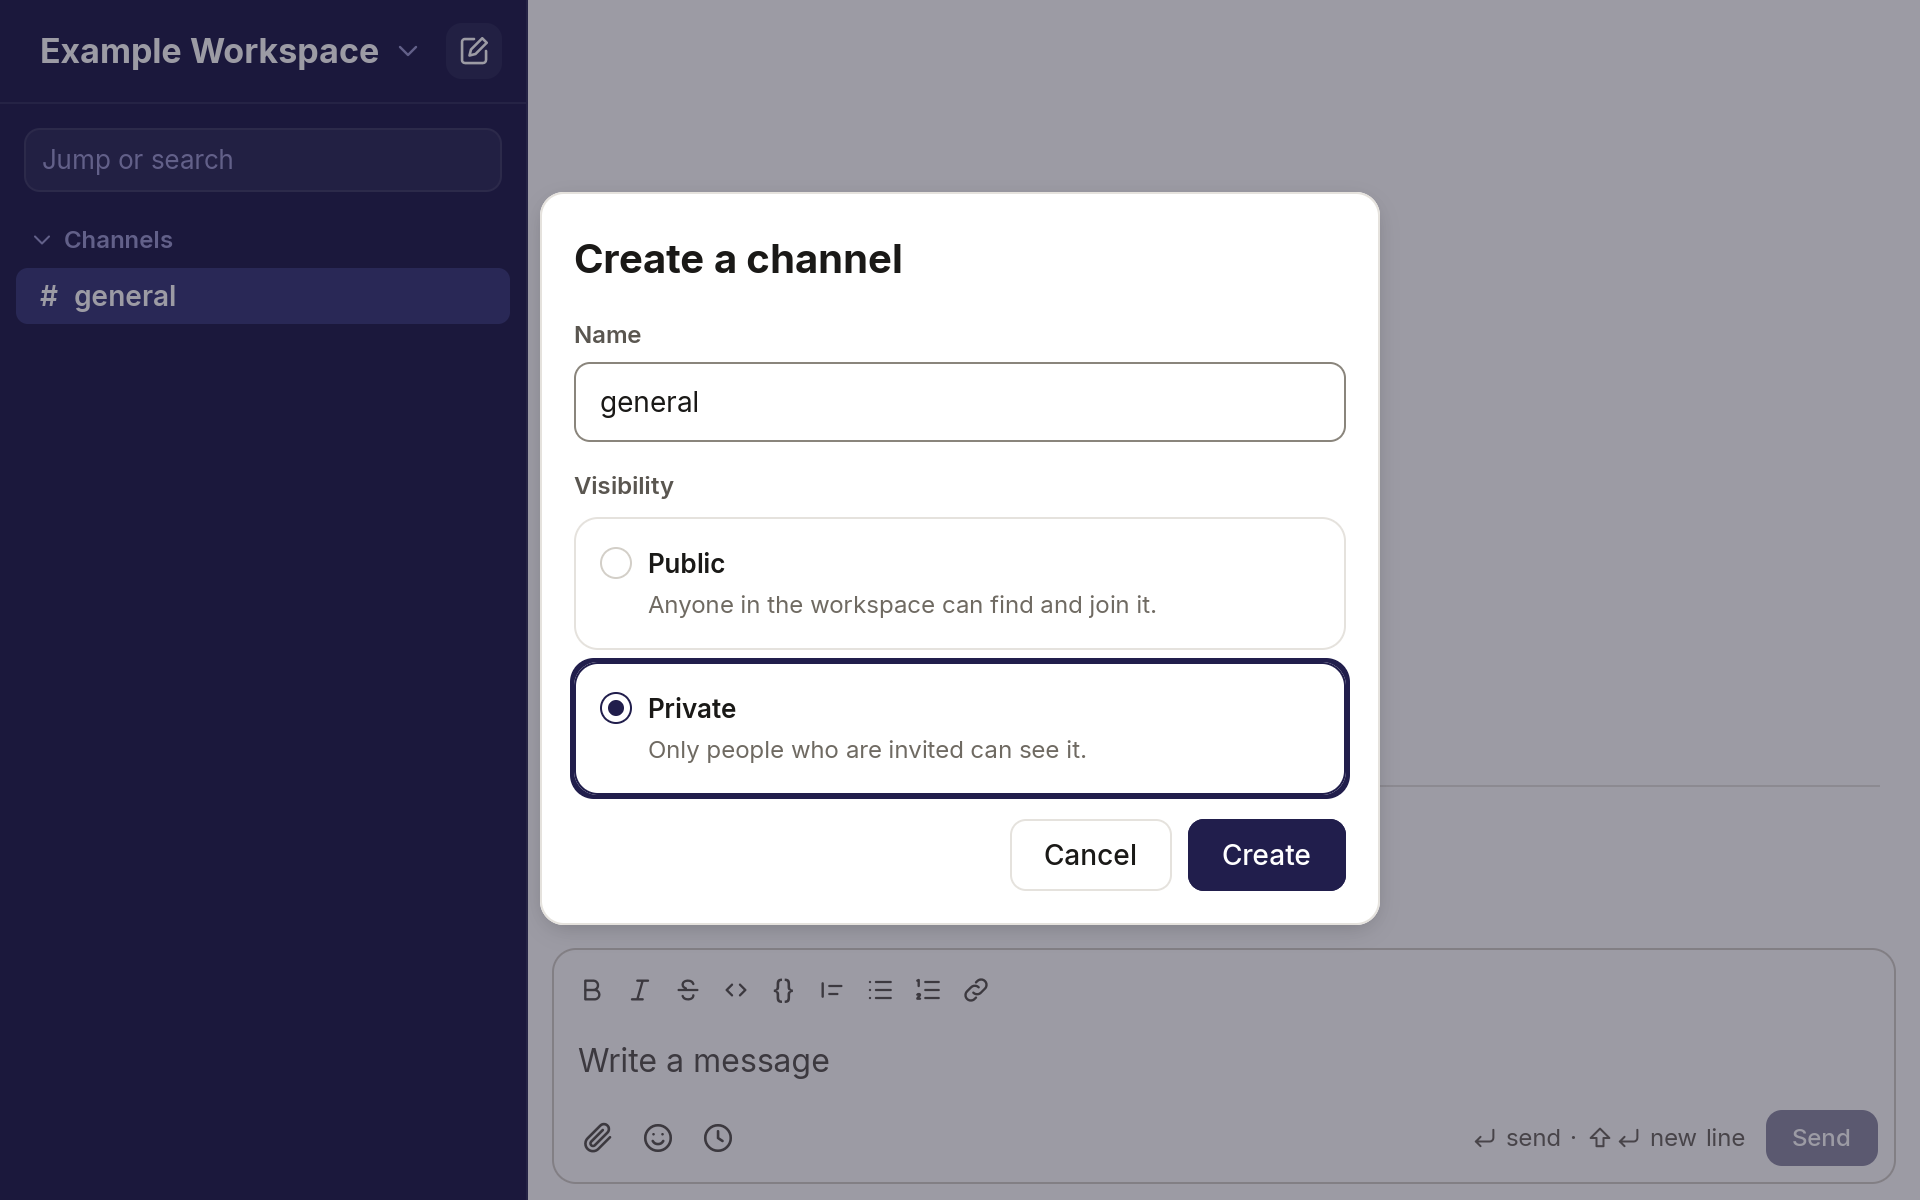 Example Workspace
Jump or search
Channels
# general
Create a channel
Name
general
Visibility
Public
Anyone in the workspace can find and join it.
Private
Only people who are invited can see it.
Cancel
Create
Write a message
send · new line
Send